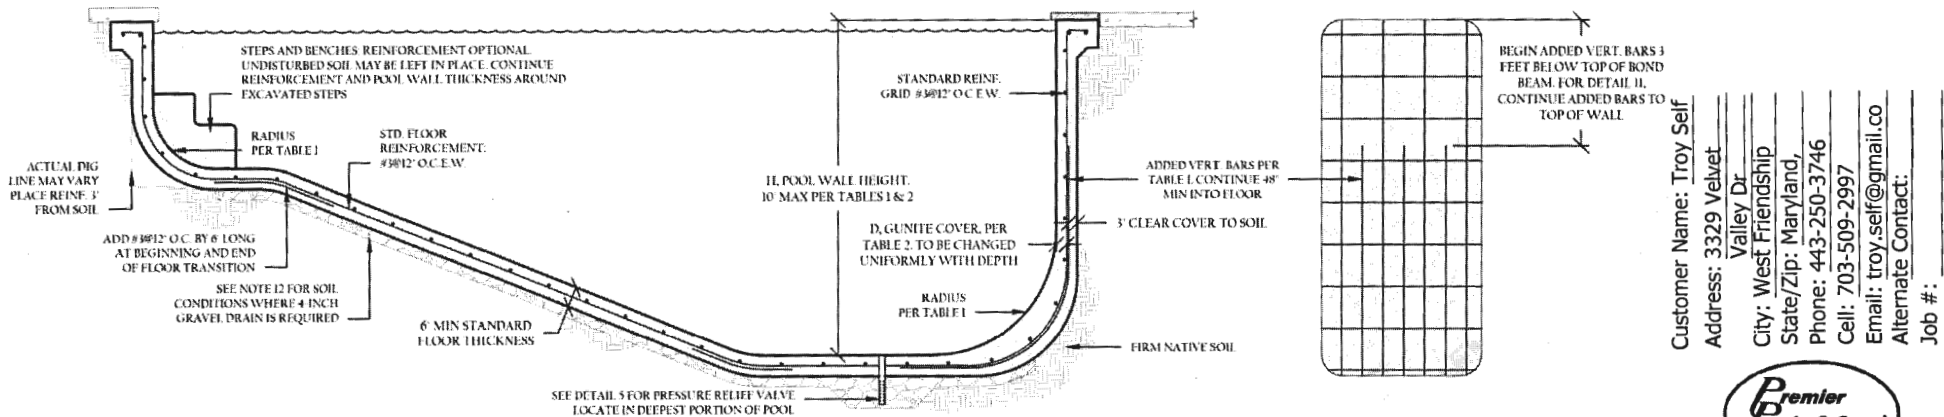 STEPS AND BENCHES. REINFORCEMENT OPTIONAL.
UNDISTURBED SOIL MAY BE LEFT IN PLACE. CONTINUE
REINFORCEMENT AND POOL WALL THICKNESS AROUND
EXCAVATED STEPS
RADIUS
PER TABLE 1
STD. FLOOR
REINFORCEMENT:
#3@12" O.C.E.W.
ACTUAL DIG
LINE MAY VARY
PLACE REINF. 3"
FROM SOIL
ADD #3@12" O.C. BY 6' LONG
AT BEGINNING AND END
OF FLOOR TRANSITION
SEE NOTE 12 FOR SOIL
CONDITIONS WHERE 4-INCH
GRAVEL DRAIN IS REQUIRED
6" MIN STANDARD
FLOOR THICKNESS
SEE DETAIL 5 FOR PRESSURE RELIEF VALVE
LOCATE IN DEEPEST PORTION OF POOL
H, POOL WALL HEIGHT.
10' MAX PER TABLES 1 & 2
STANDARD REINF.
GRID #3@12" O.C.E.W.
D, GUNITE COVER, PER
TABLE 2. TO BE CHANGED
UNIFORMLY WITH DEPTH
RADIUS
PER TABLE 1
ADDED VERT. BARS PER
TABLE 1. CONTINUE 48"
MIN INTO FLOOR
3" CLEAR COVER TO SOIL
FIRM NATIVE SOIL
BEGIN ADDED VERT. BARS 3
FEET BELOW TOP OF BOND
BEAM. FOR DETAIL 11,
CONTINUE ADDED BARS TO
TOP OF WALL
Customer Name: Troy Self
Address: 3329 Velvet
Valley Dr
City: West Friendship
State/Zip: Maryland,
Phone: 443-250-3746
Cell: 703-509-2997
Email: troy.self@gmail.co
Alternate Contact:
Job #:
Premier